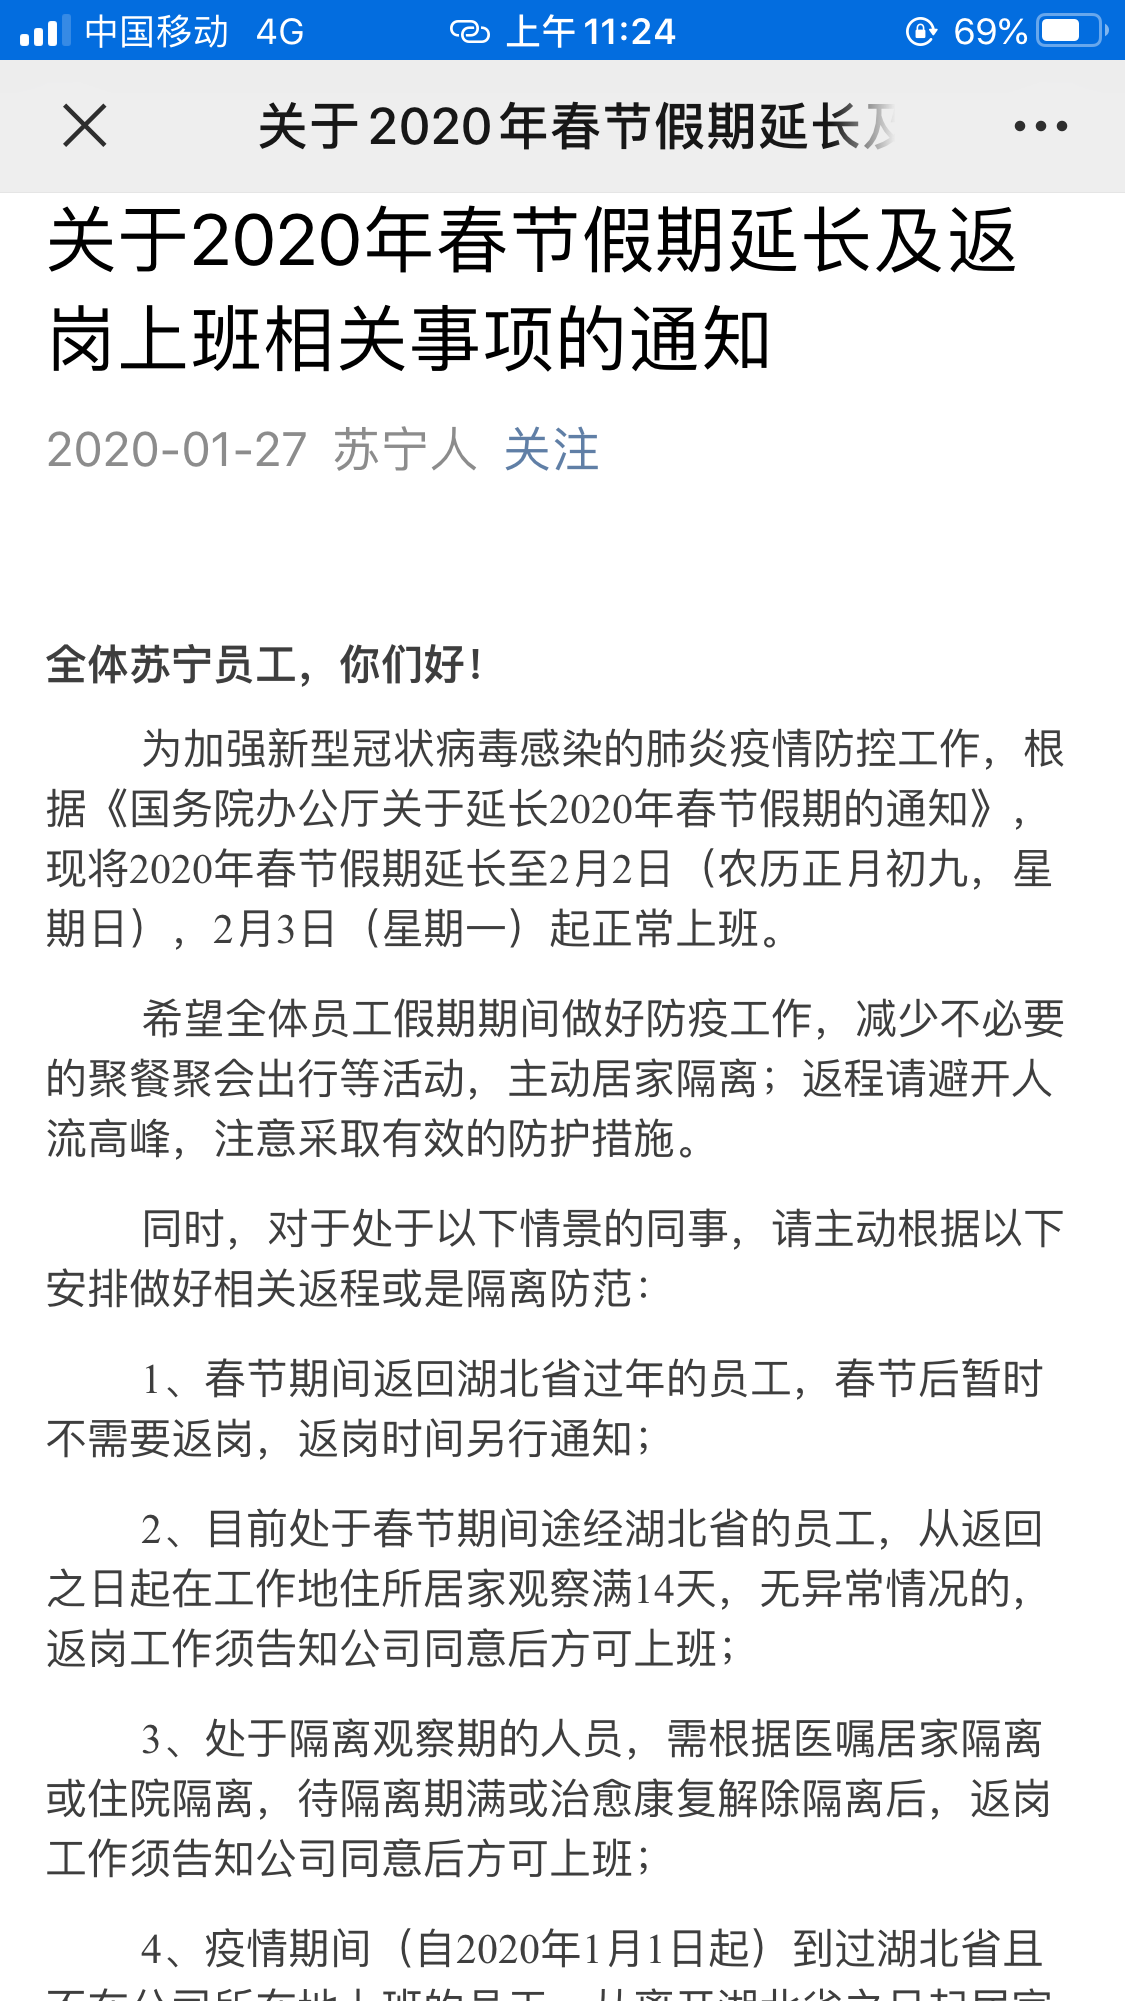 中国移动 4G 上午11:24 69%
关于2020年春节假期延长及
关于2020年春节假期延长及返
岗上班相关事项的通知
2020-01-27 苏宁人 关注
全体苏宁员工，你们好！
为加强新型冠状病毒感染的肺炎疫情防控工作，根
据《国务院办公厅关于延长2020年春节假期的通知》，
现将2020年春节假期延长至2月2日（农历正月初九，星
期日），2月3日（星期一）起正常上班。
希望全体员工假期期间做好防疫工作，减少不必要
的聚餐聚会出行等活动，主动居家隔离；返程请避开人
流高峰，注意采取有效的防护措施。
同时，对于处于以下情景的同事，请主动根据以下
安排做好相关返程或是隔离防范：
1、春节期间返回湖北省过年的员工，春节后暂时
不需要返岗，返岗时间另行通知；
2、目前处于春节期间途经湖北省的员工，从返回
之日起在工作地住所居家观察满14天，无异常情况的，
返岗工作须告知公司同意后方可上班；
3、处于隔离观察期的人员，需根据医嘱居家隔离
或住院隔离，待隔离期满或治愈康复解除隔离后，返岗
工作须告知公司同意后方可上班；
4、疫情期间（自2020年1月1日起）到过湖北省且